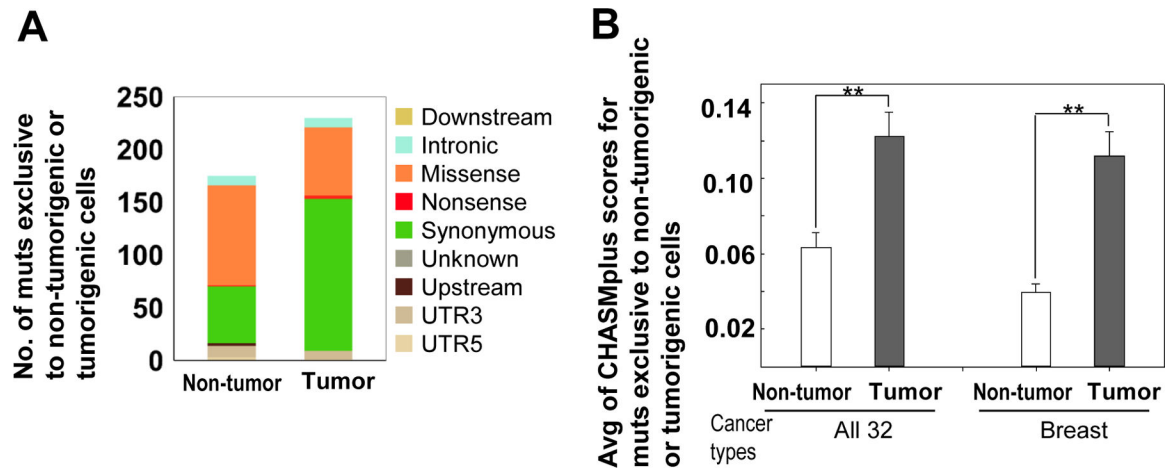 A
No. of muts exclusive
to non-tumorigenic or
tumorigenic cells
250
200
150
100
50
0
Non-tumor
Tumor
Downstream
Intronic
Missense
Nonsense
Synonymous
Unknown
Upstream
UTR3
UTR5
B
Avg of CHASMplus scores for
muts exclusive to non-tumorigenic
or tumorigenic cells
0.14
0.10
0.06
0.02
**
**
Non-tumor
Tumor
Non-tumor
Tumor
Cancer
types
All 32
Breast